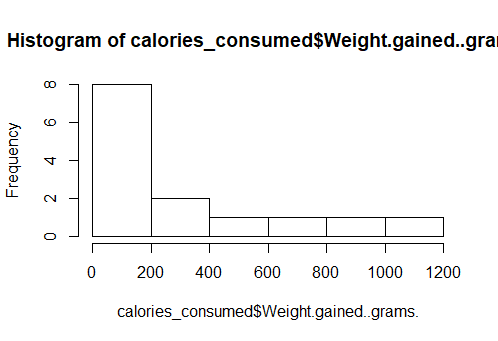 Histogram of calories_consumed$Weight.gained..gran
8
6
4
2
0
Frequency
0 200 400 600 800 1000 1200
calories_consumed$Weight.gained..grams.